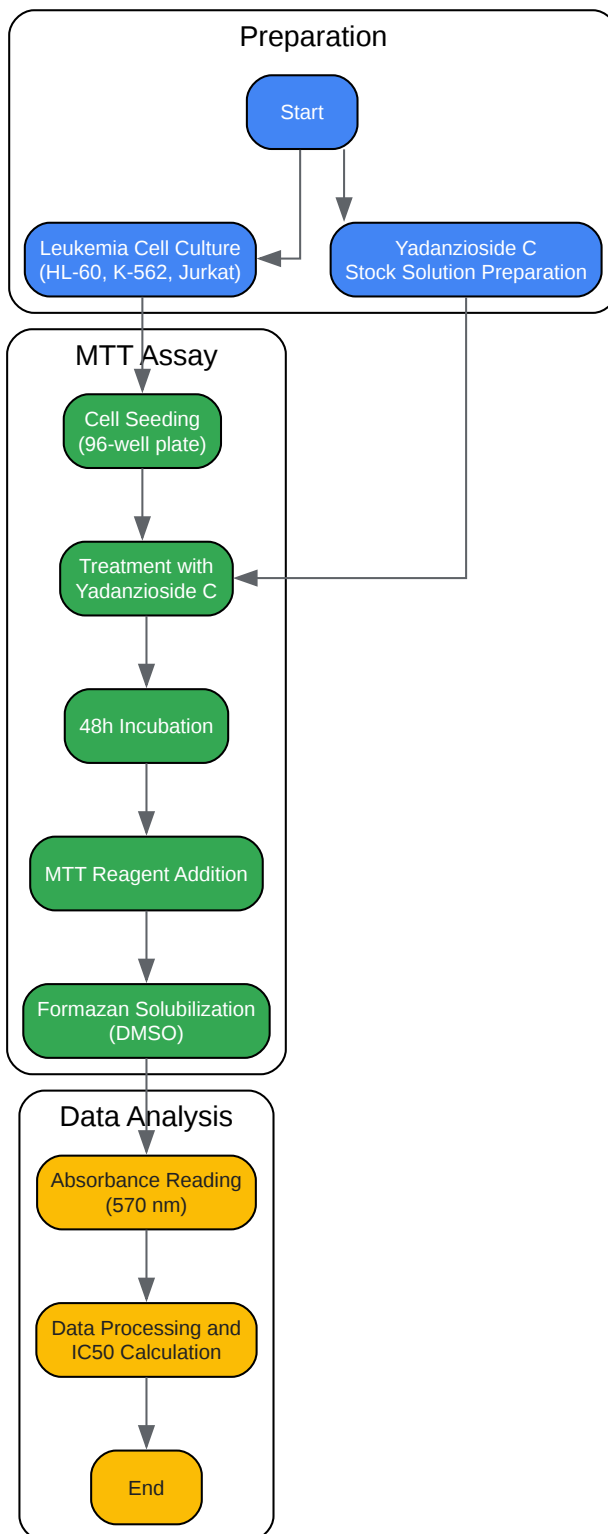 Preparation
Start
Leukemia Cell Culture
(HL-60, K-562, Jurkat)
Yadanzioside C
Stock Solution Preparation
MTT Assay
Cell Seeding
(96-well plate)
Treatment with
Yadanzioside C
48h Incubation
MTT Reagent Addition
Formazan Solubilization
(DMSO)
Data Analysis
Absorbance Reading
(570 nm)
Data Processing and
IC50 Calculation
End